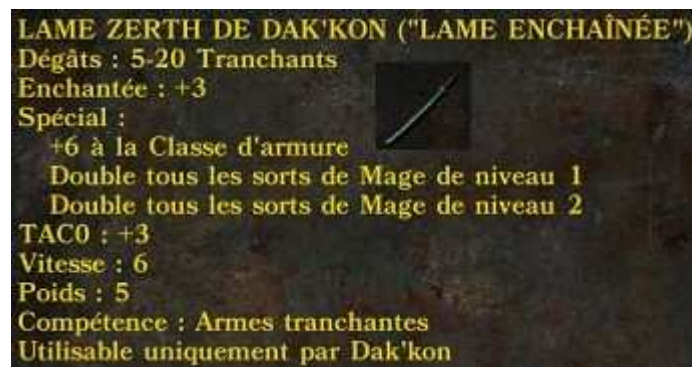 LAME ZERTH DE DAK'KON ("LAME ENCHAÎNÉE")
Dégâts : 5-20 Tranchants
Enchantée : +3
Spécial :
+6 à la Classe d'armure
Double tous les sorts de Mage de niveau 1
Double tous les sorts de Mage de niveau 2
TAC0 : +3
Vitesse : 6
Poids : 5
Compétence : Armes tranchantes
Utilisable uniquement par Dak'kon